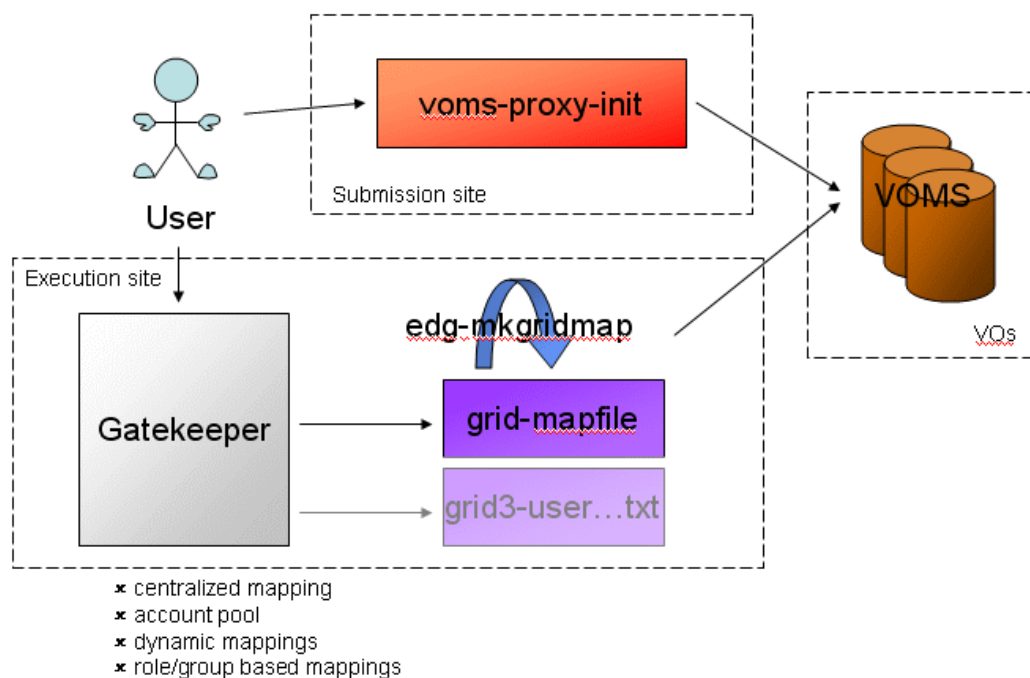 voms-proxy-init
Submission site
User
VOMS
VOs
Execution site
edg-mkgridmap
Gatekeeper
grid-mapfile
grid3-user...txt
× centralized mapping
× account pool
× dynamic mappings
× role/group based mappings